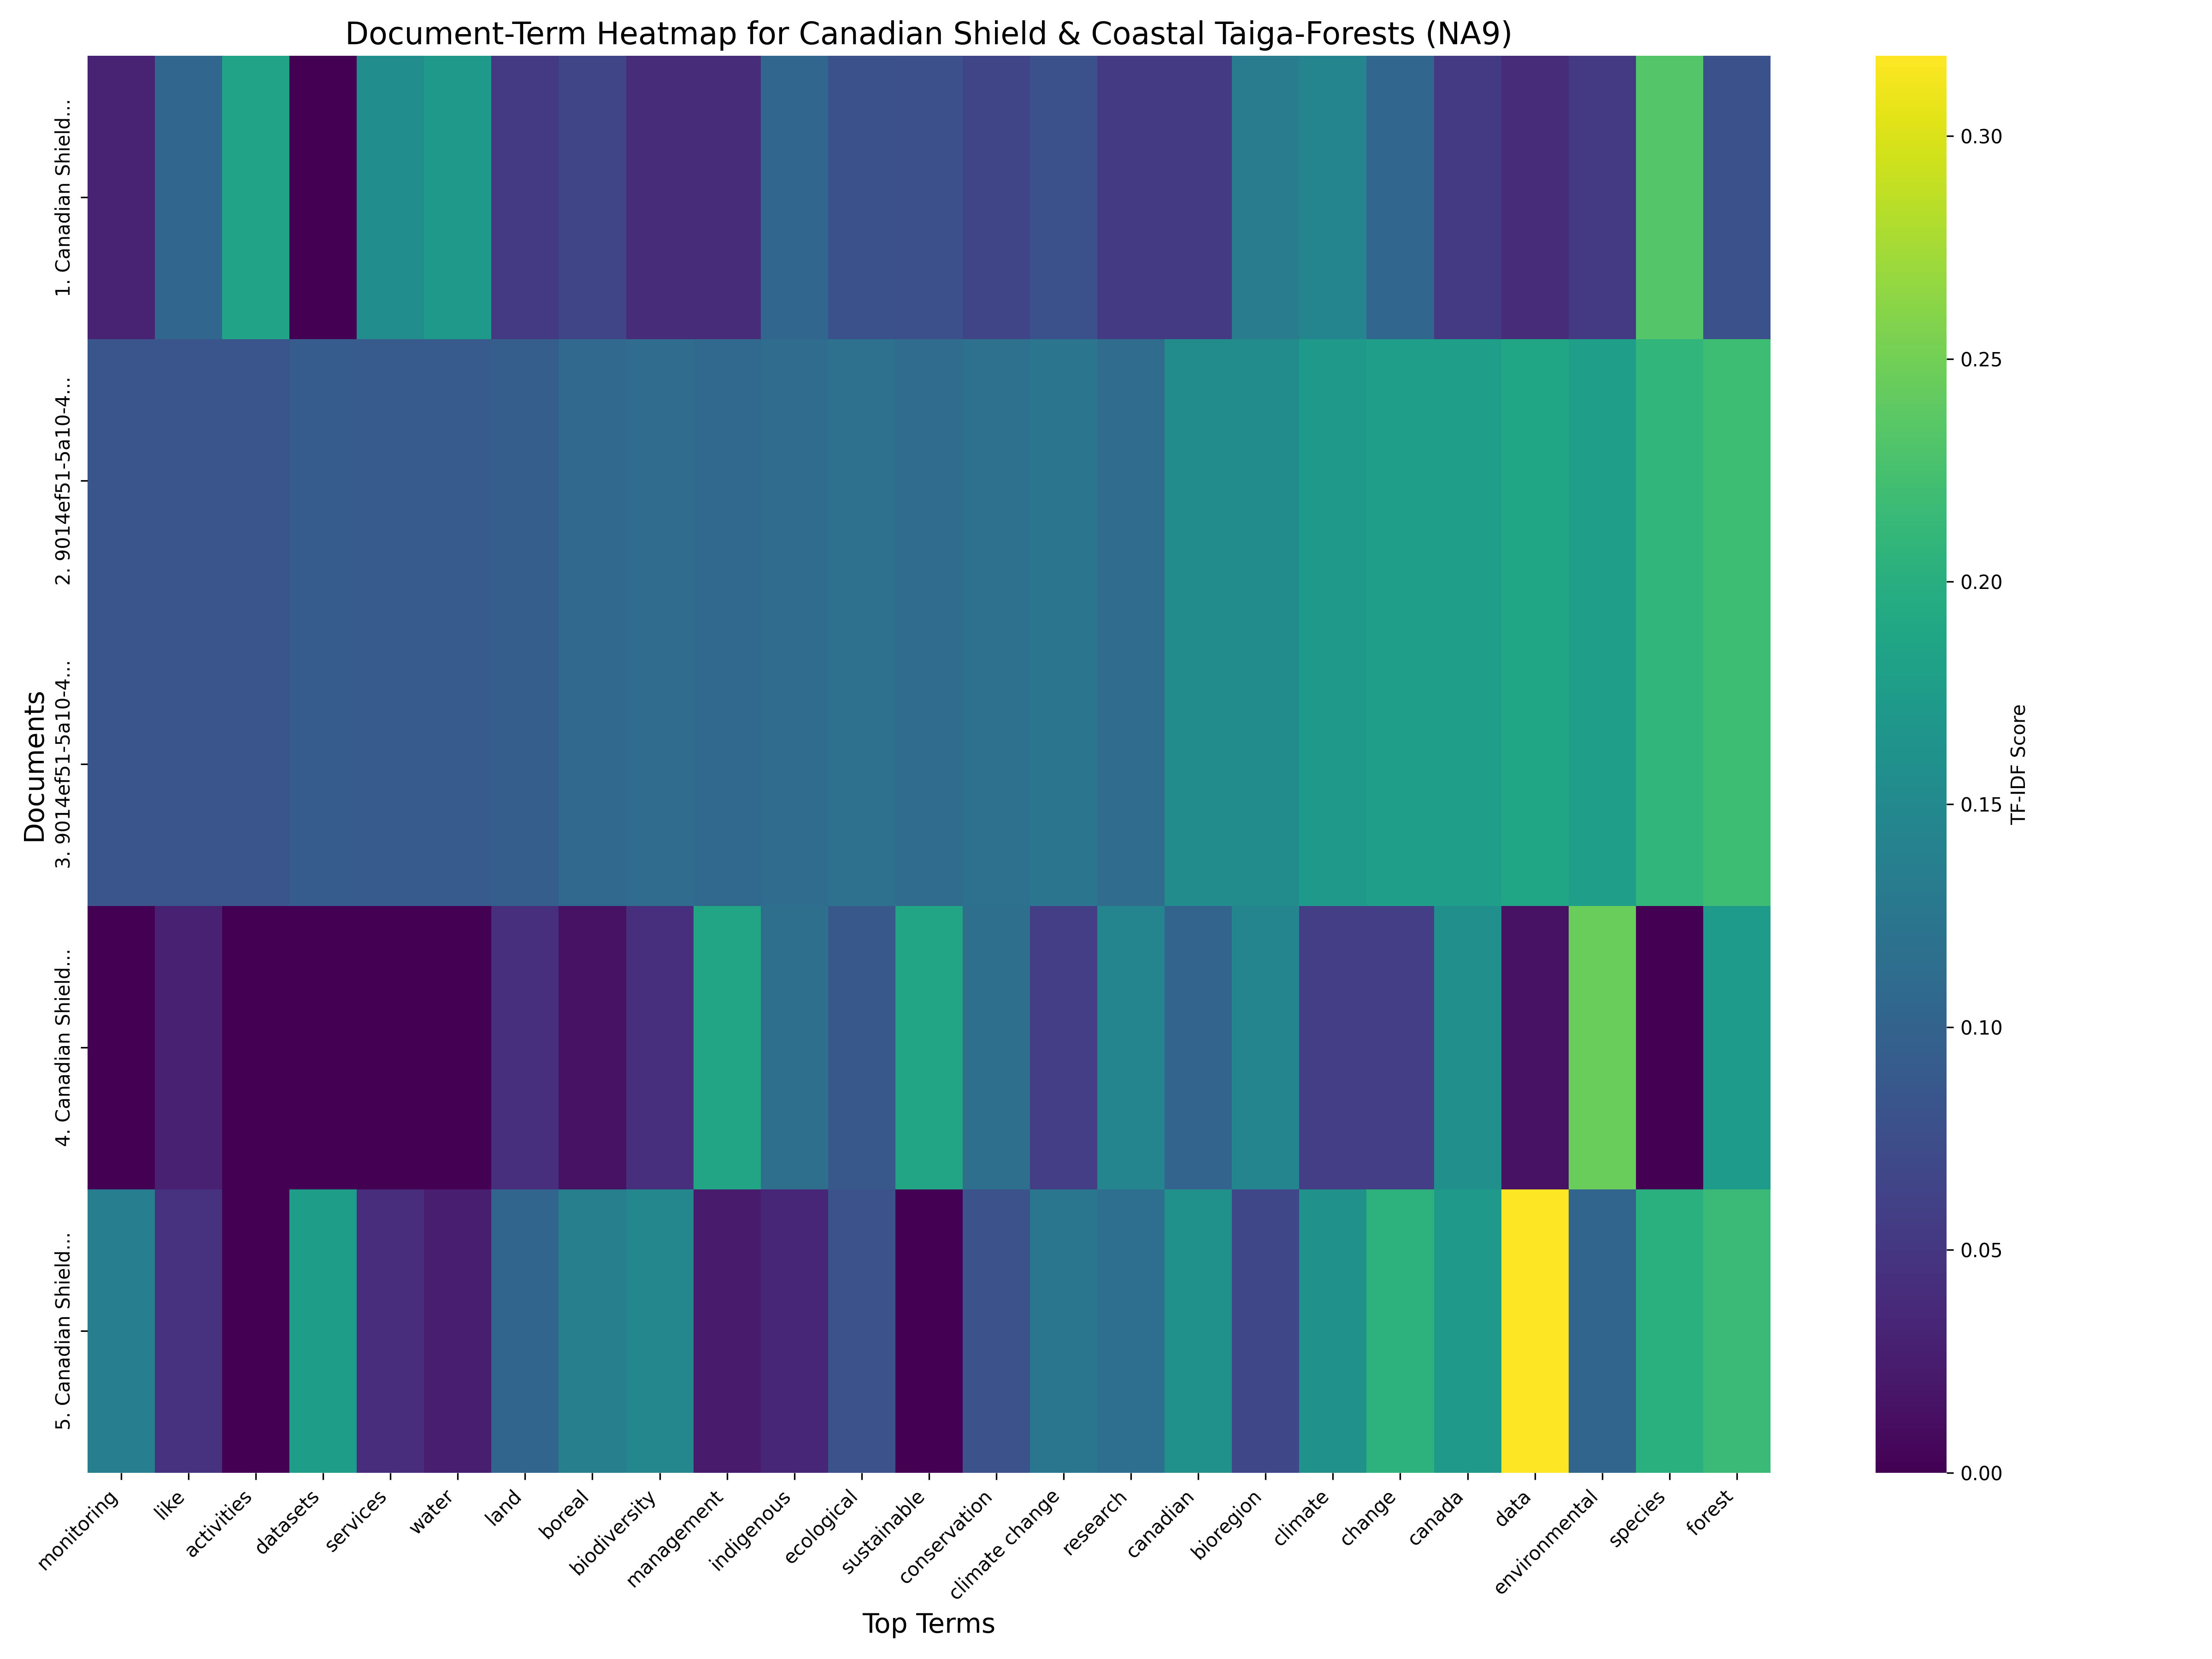 Document-Term Heatmap for Canadian Shield & Coastal Taiga-Forests (NA9)
Documents
1. Canadian Shield...
2. 9014ef51-5a10-4...
3. 9014ef51-5a10-4...
4. Canadian Shield...
5. Canadian Shield...
monitoring
like
activities
datasets
services
water
land
boreal
biodiversity
management
indigenous
ecological
sustainable
conservation
climate change
research
canadian
bioregion
climate
change
canada
data
environmental
species
forest
Top Terms
0.30
0.25
0.20
0.15
0.10
0.05
0.00
TF-IDF Score